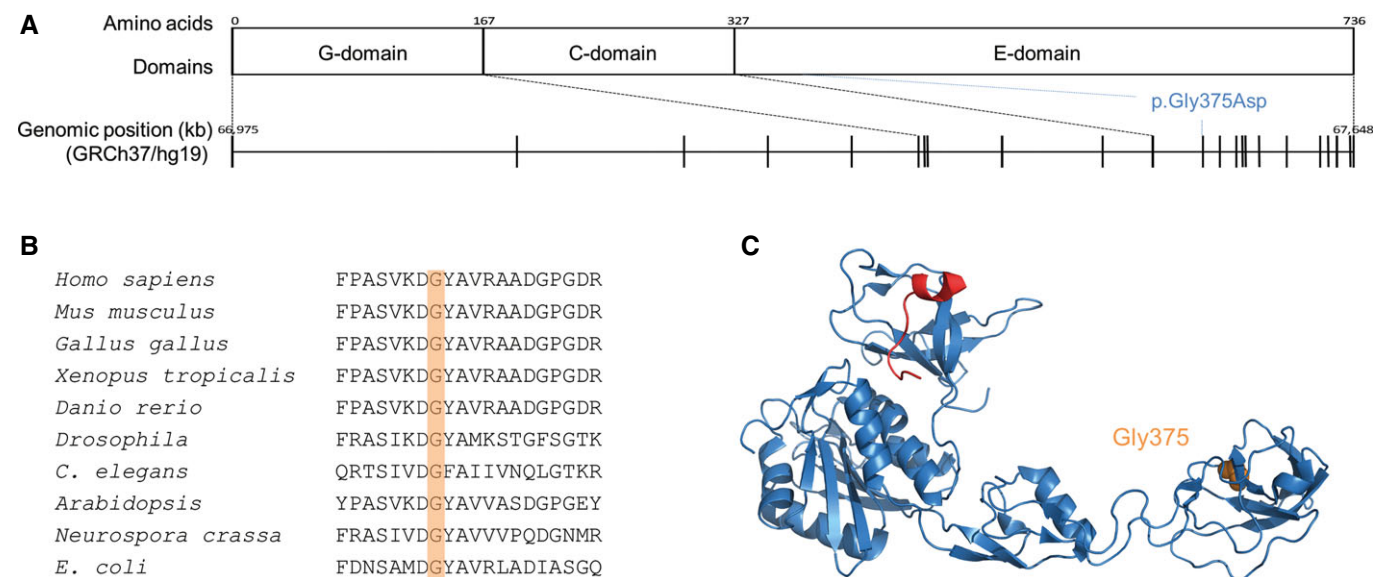 A
Amino acids 0 167 327 736
Domains G-domain C-domain E-domain
p.Gly375Asp
Genomic position (kb) 66,975 67,648
(GRCh37/hg19)
B
Homo sapiens FPASVKDGYAVRAADGPGDR
Mus musculus FPASVKDGYAVRAADGPGDR
Gallus gallus FPASVKDGYAVRAADGPGDR
Xenopus tropicalis FPASVKDGYAVRAADGPGDR
Danio rerio FPASVKDGYAVRAADGPGDR
Drosophila FRASIKDGYAMKSTGFSGTK
C. elegans QRTSIVDGFAIIVNQLGTKR
Arabidopsis YPASVKDGYAVVASDGPGEY
Neurospora crassa FRASIVDGYAVVVPQDGNMR
E. coli FDNSAMDGYAVRLADIASGQ
C
Gly375